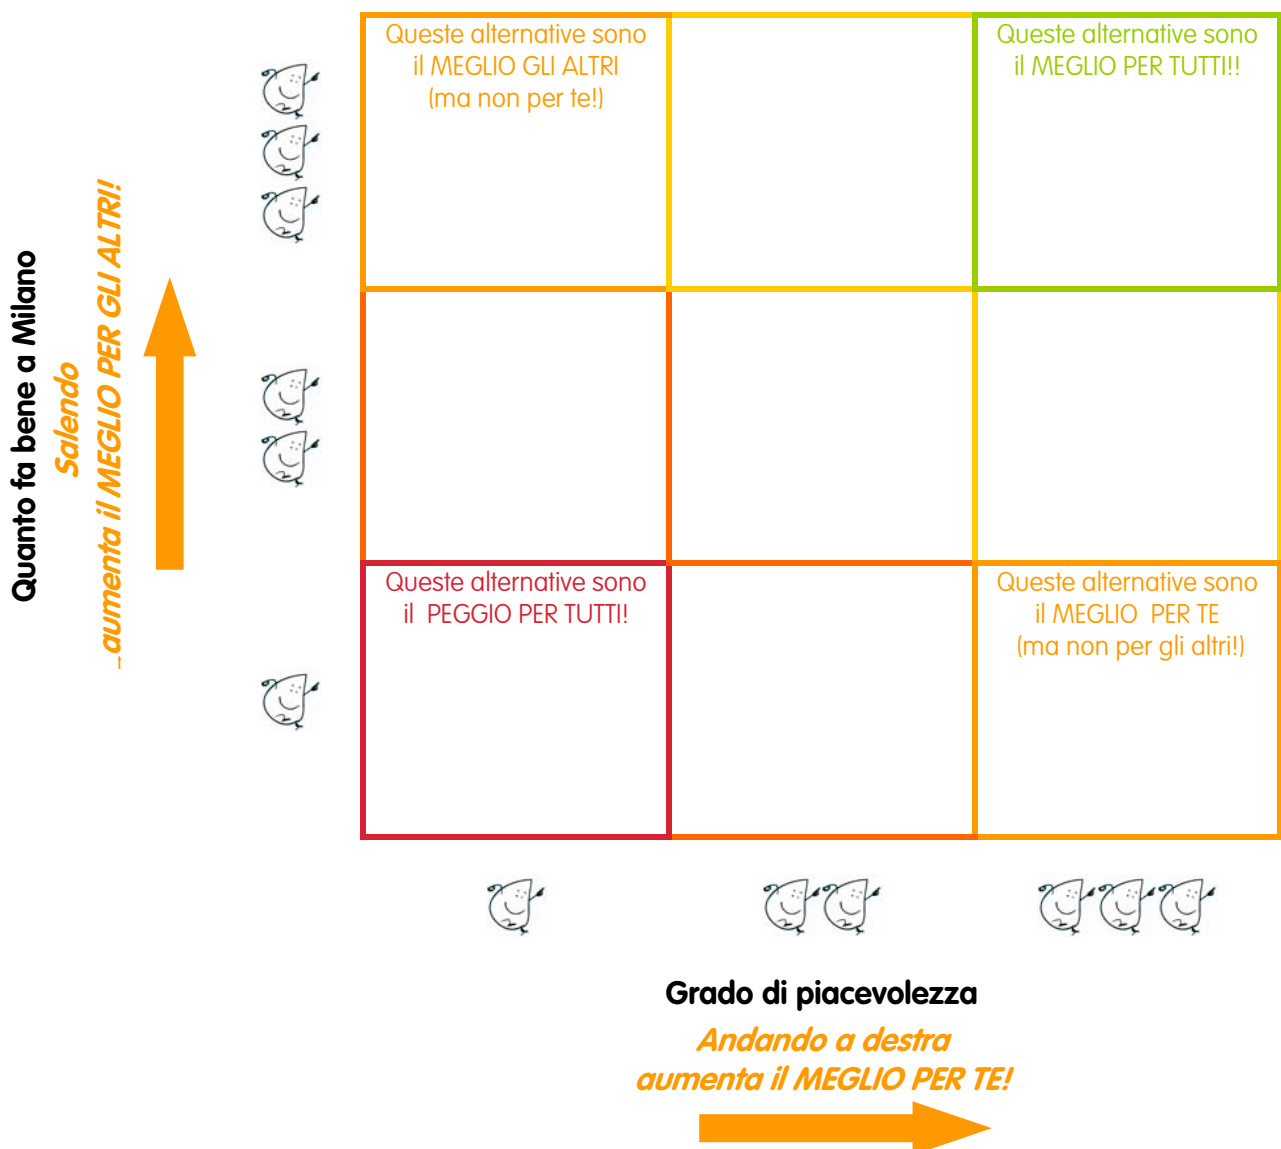 Queste alternative sono
il MEGLIO GLI ALTRI
(ma non per te!)
Queste alternative sono
il MEGLIO PER TUTTI!!
Quanto fa bene a Milano
Salendo
...aumenta il MEGLIO PER GLI ALTRI!
Queste alternative sono
il PEGGIO PER TUTTI!
Queste alternative sono
il MEGLIO PER TE
(ma non per gli altri!)
Grado di piacevolezza
Andando a destra
aumenta il MEGLIO PER TE!